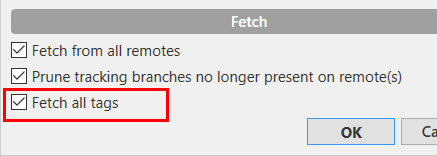 Fetch
Fetch from all remotes
Prune tracking branches no longer present on remote(s)
Fetch all tags
OK
Ca